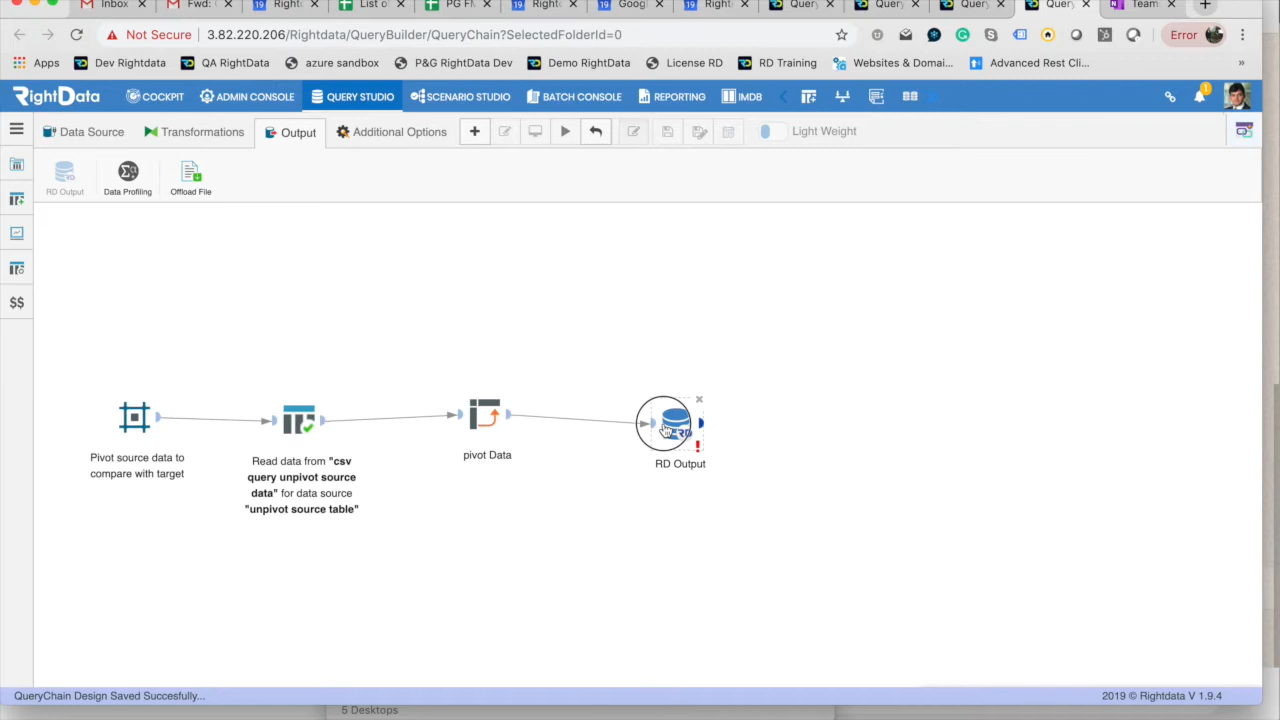 Inbox
Fwd:
Right
List o
PG FM
Right
Goog
Right
Query
Query
Query
Query
Team
Not Secure
3.82.220.206/Rightdata/QueryBuilder/QueryChain?SelectedFolderId=0
Error
Apps
Dev Rightdata
QA RightData
azure sandbox
P&G RightData Dev
Demo RightData
License RD
RD Training
Websites & Domai...
Advanced Rest Cli...
»
RightData
COCKPIT
ADMIN CONSOLE
QUERY STUDIO
SCENARIO STUDIO
BATCH CONSOLE
REPORTING
IMDB
1
Data Source
Transformations
Output
Additional Options
Light Weight
RD Output
Data Profiling
Offload File
$$
Pivot source data to
compare with target
Read data from "csv
query unpivot source
data" for data source
"unpivot source table"
pivot Data
RD Output
QueryChain Design Saved Succesfully...
2019 © Rightdata V 1.9.4
5 Desktops